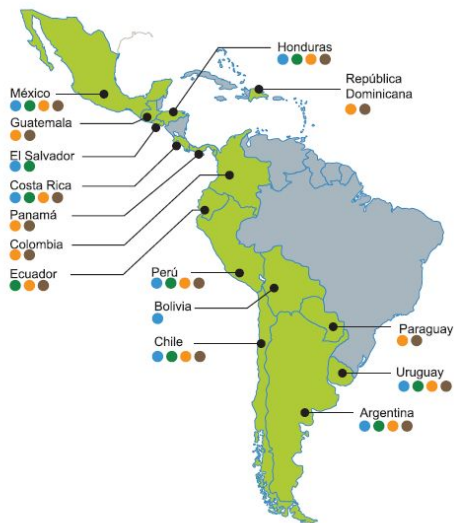 Honduras
República
Dominicana
México
Guatemala
El Salvador
Costa Rica
Panamá
Colombia
Ecuador
Perú
Bolivia
Chile
Paraguay
Uruguay
Argentina